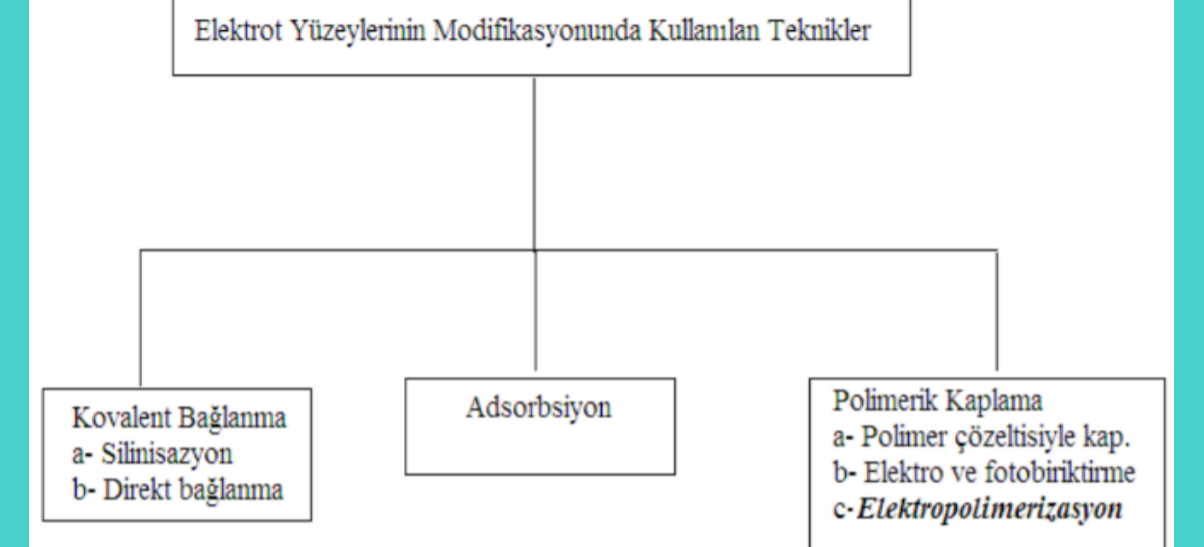 Elektrot Yüzeylerinin Modifikasyonunda Kullanılan Teknikler
Kovalent Bağlanma
a- Silinisazyon
b- Direkt bağlanma
Adsorbsiyon
Polimerik Kaplama
a- Polimer çözeltisiyle kap.
b- Elektro ve fotobiriktirme
c-Elektropolimerizasyon